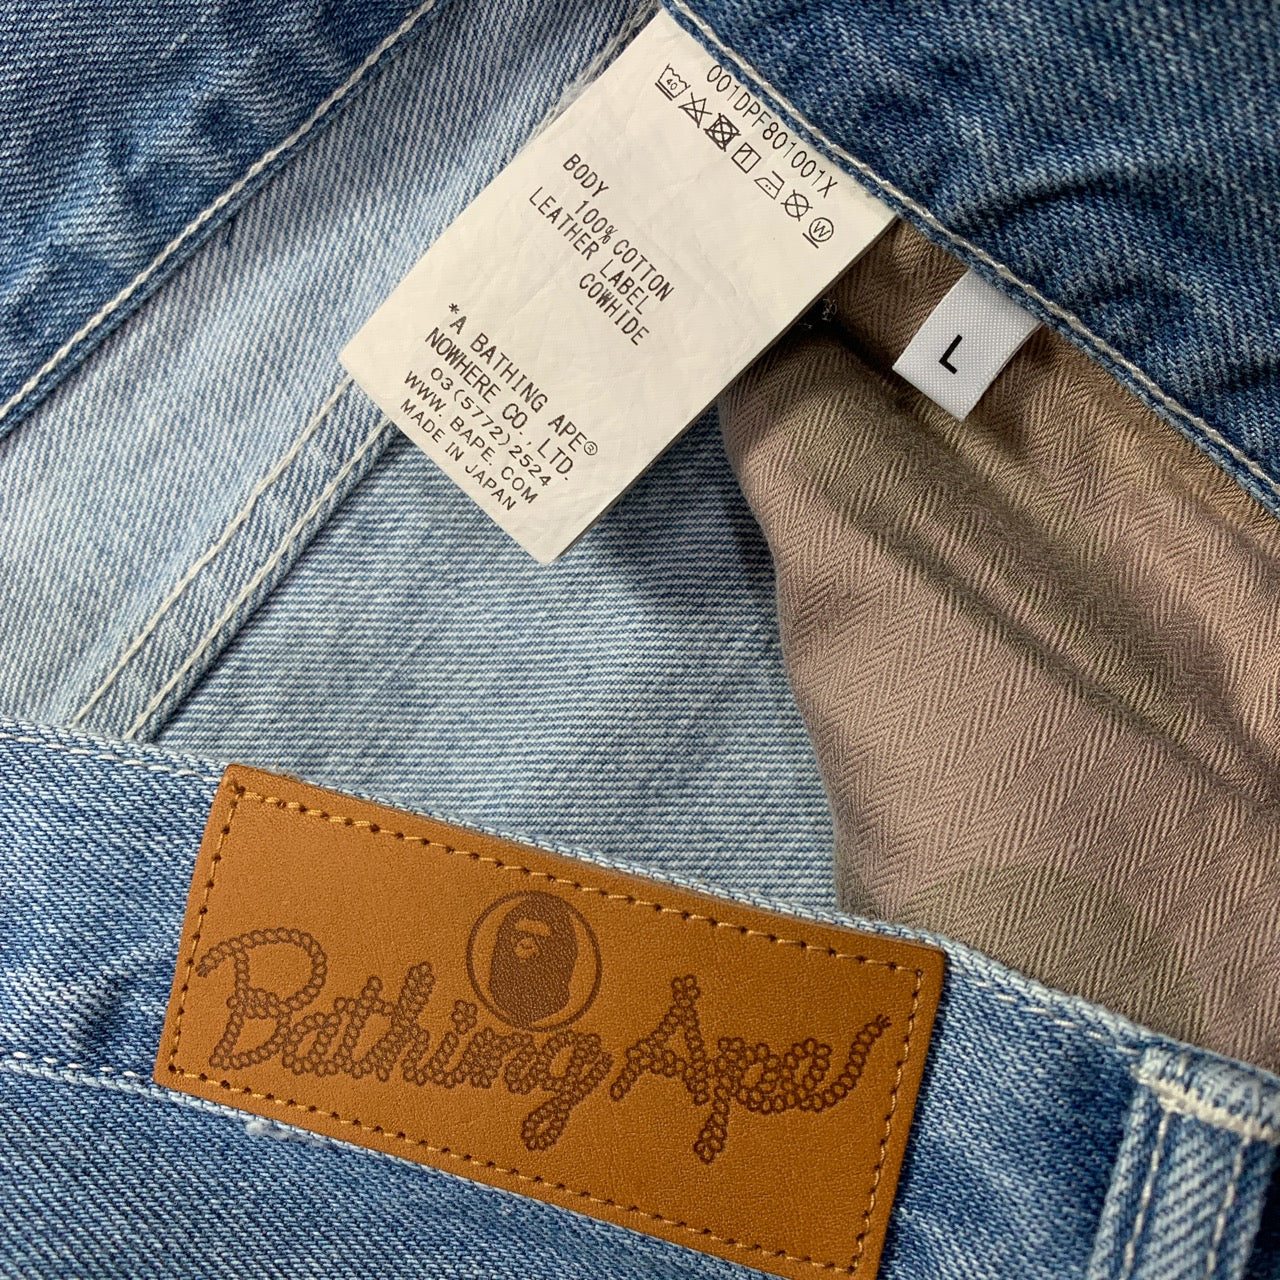 001DPF801001X
40
W
BODY
100% COTTON
LEATHER LABEL
COWHIDE
*A BATHING APE®
NOWHERE CO., LTD.
03(5772)2524
WWW. BAPE. COM
MADE IN JAPAN
L
Bathing Ape